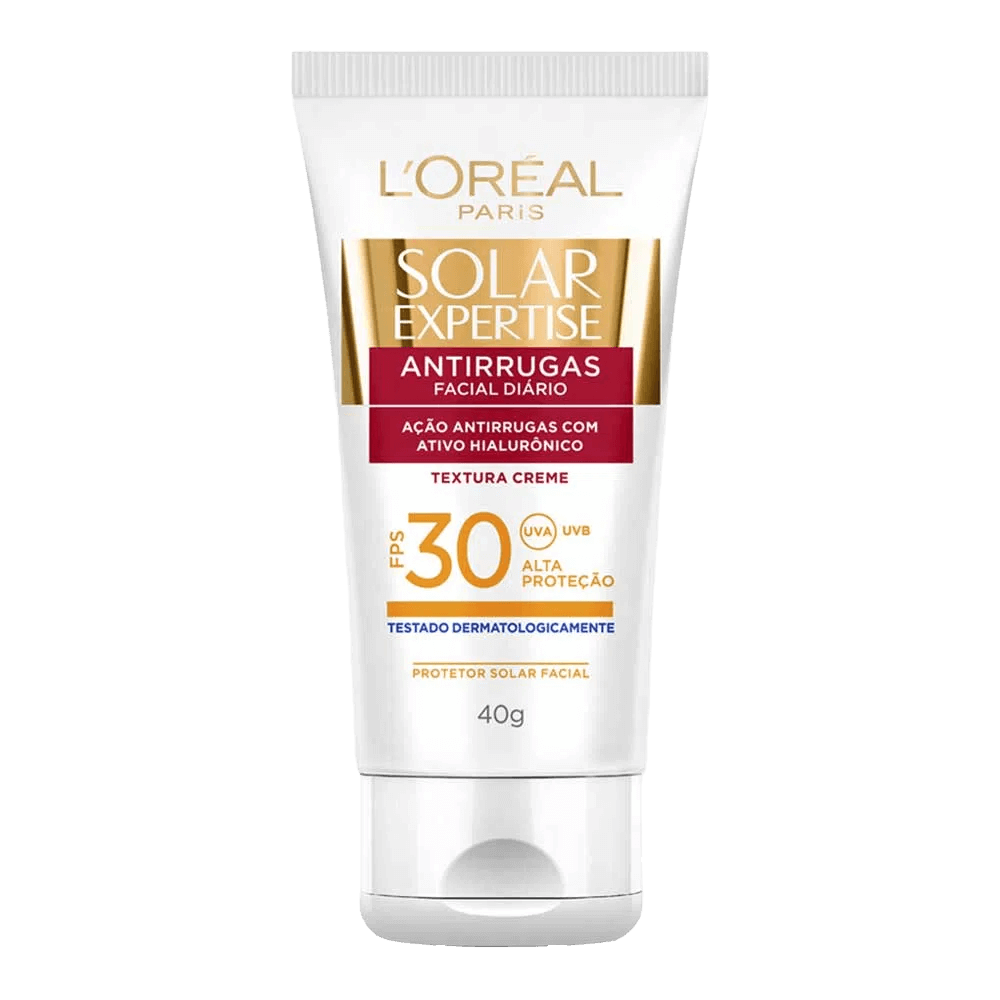 L'ORÉAL
PARiS
SOLAR
EXPERTISE
ANTIRRUGAS
FACIAL DIÁRIO
AÇÃO ANTIRRUGAS COM
ATIVO HIALURÔNICO
TEXTURA CREME
FPS 30 UVA UVB
ALTA
PROTEÇÃO
TESTADO DERMATOLOGICAMENTE
PROTETOR SOLAR FACIAL
40g